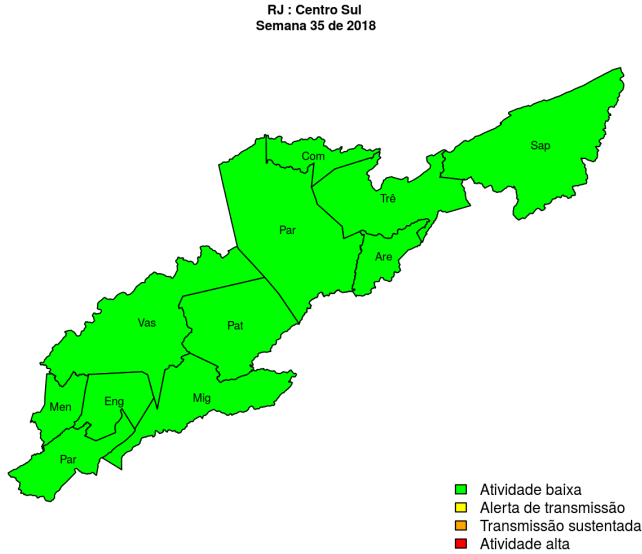 RJ : Centro Sul
Semana 35 de 2018
Sap
Com
Trê
Par
Are
Vas
Pat
Men
Eng
Mig
Par
Atividade baixa
Alerta de transmissão
Transmissão sustentada
Atividade alta